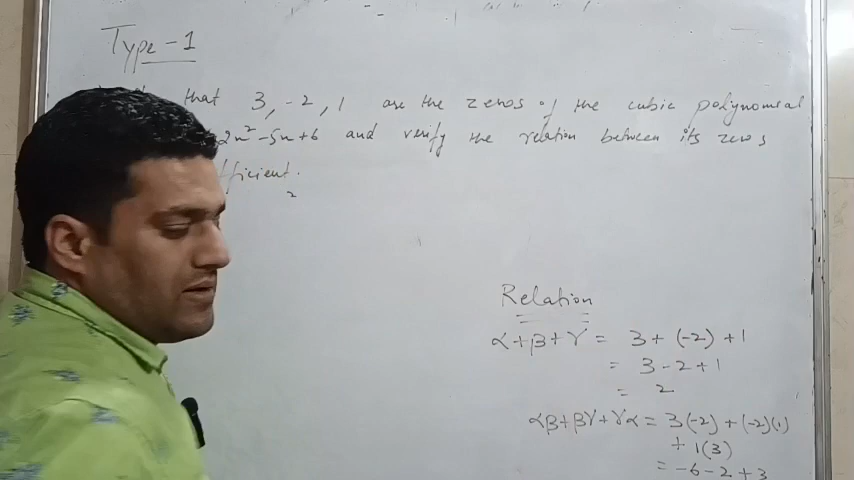 Type-1
that 3, -2, 1 are the zeros of the cubic polynomial
2x²-5x+6 and verify the relation between its zeros
fficient.
2
Relation
α+β+γ = 3+(-2)+1
= 3-2+1
= 2
αβ+βγ+γα = 3(-2)+(-2)(1)
+ 1(3)
= -6-2+3